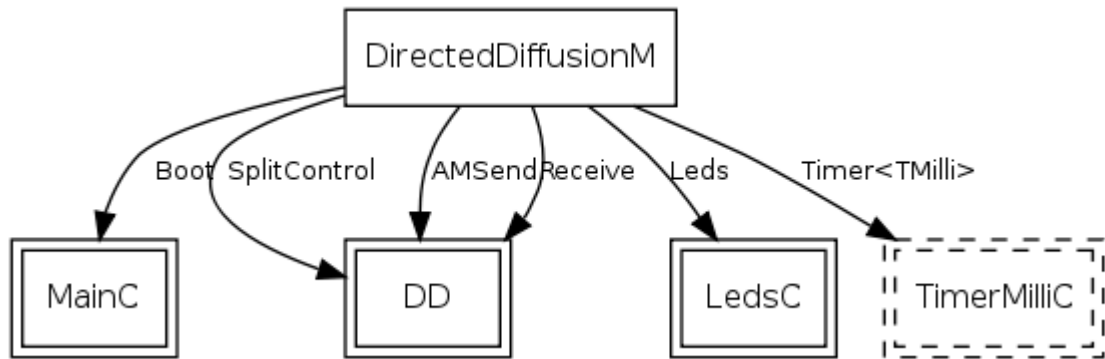 DirectedDiffusionM
Boot SplitControl AMSend Receive Leds Timer<TMilli>
MainC DD LedsC TimerMilliC